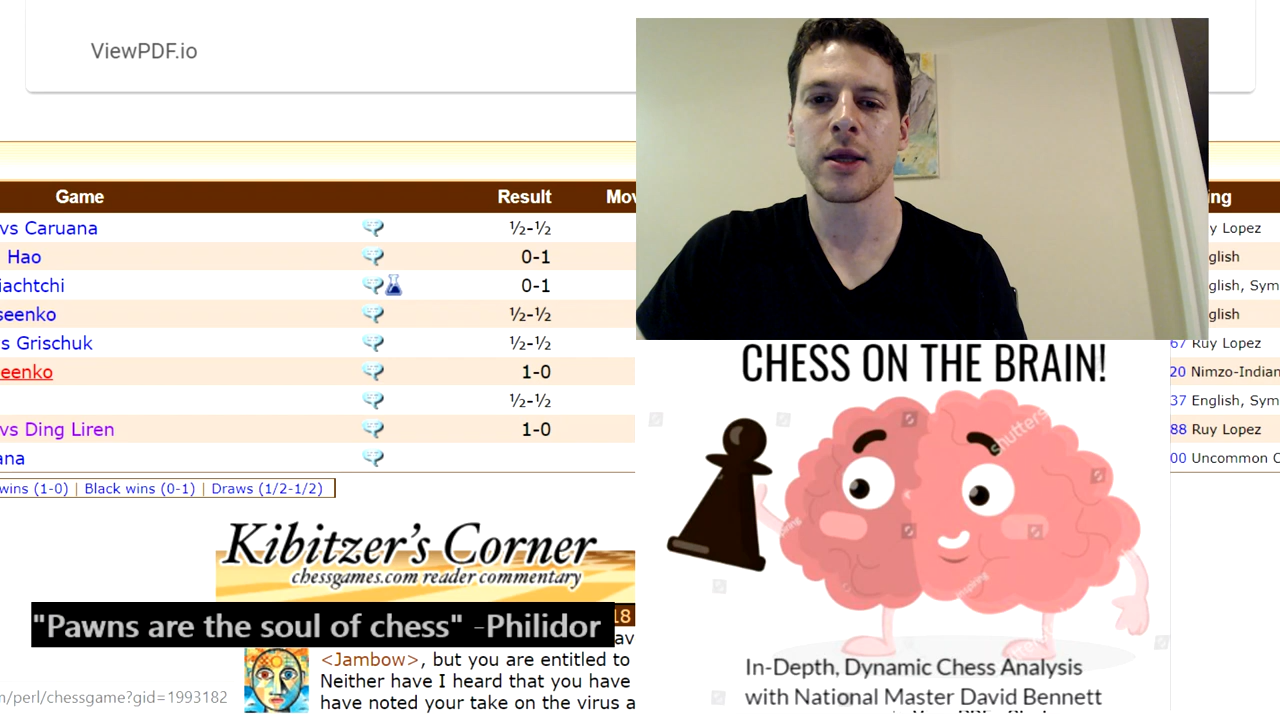 ViewPDF.io
Game Result
vs Caruana ½-½ y Lopez
Hao 0-1 glish
iachtchi 0-1 glish, Sym
seenko ½-½ glish
s Grischuk ½-½ 67 Ruy Lopez
eenko 1-0 20 Nimzo-Indian
½-½ 37 English, Sym
vs Ding Liren 1-0 88 Ruy Lopez
ana 00 Uncommon
wins (1-0) | Black wins (0-1) | Draws (1/2-1/2)
Kibitzer's Corner
chessgames.com reader commentary
"Pawns are the soul of chess" -Philidor
<Jambow>, but you are entitled to
Neither have I heard that you have
have noted your take on the virus a
m/perl/chessgame?gid=1993182
CHESS ON THE BRAIN!
shutters
In-Depth, Dynamic Chess Analysis
with National Master David Bennett